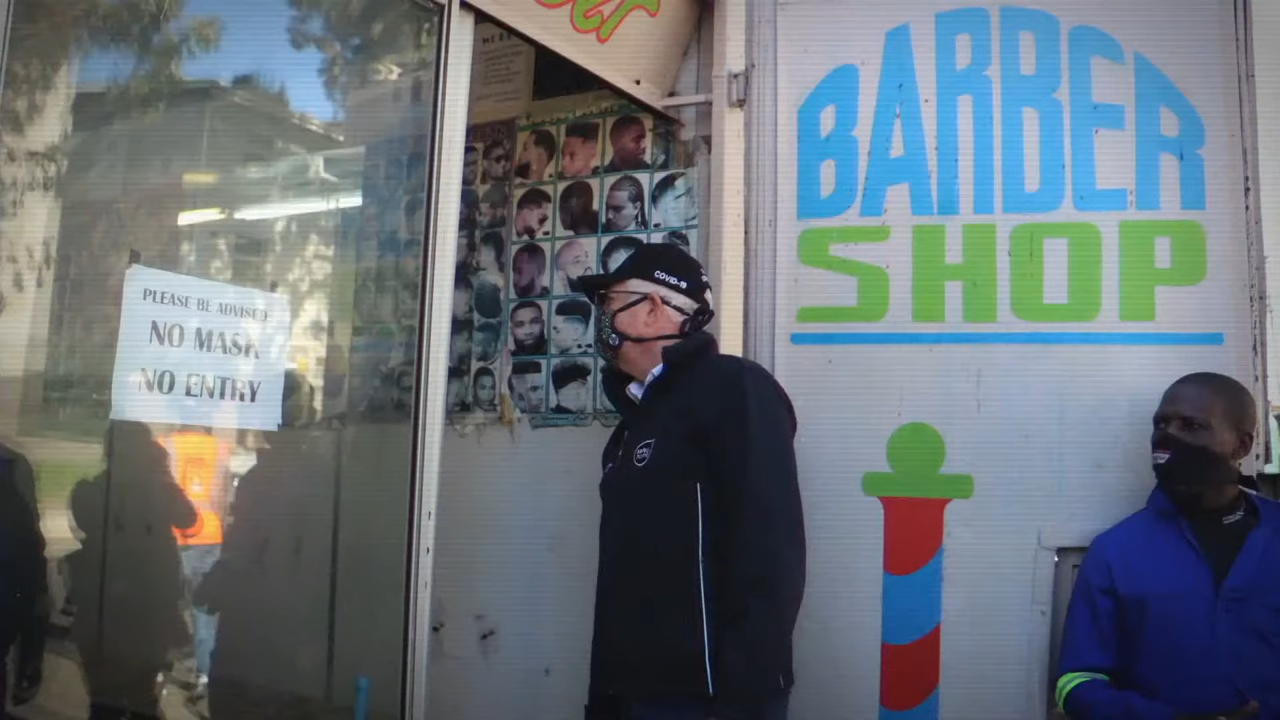 PLEASE BE ADVISED
NO MASK
NO ENTRY
COVID-19
BARBER
SHOP